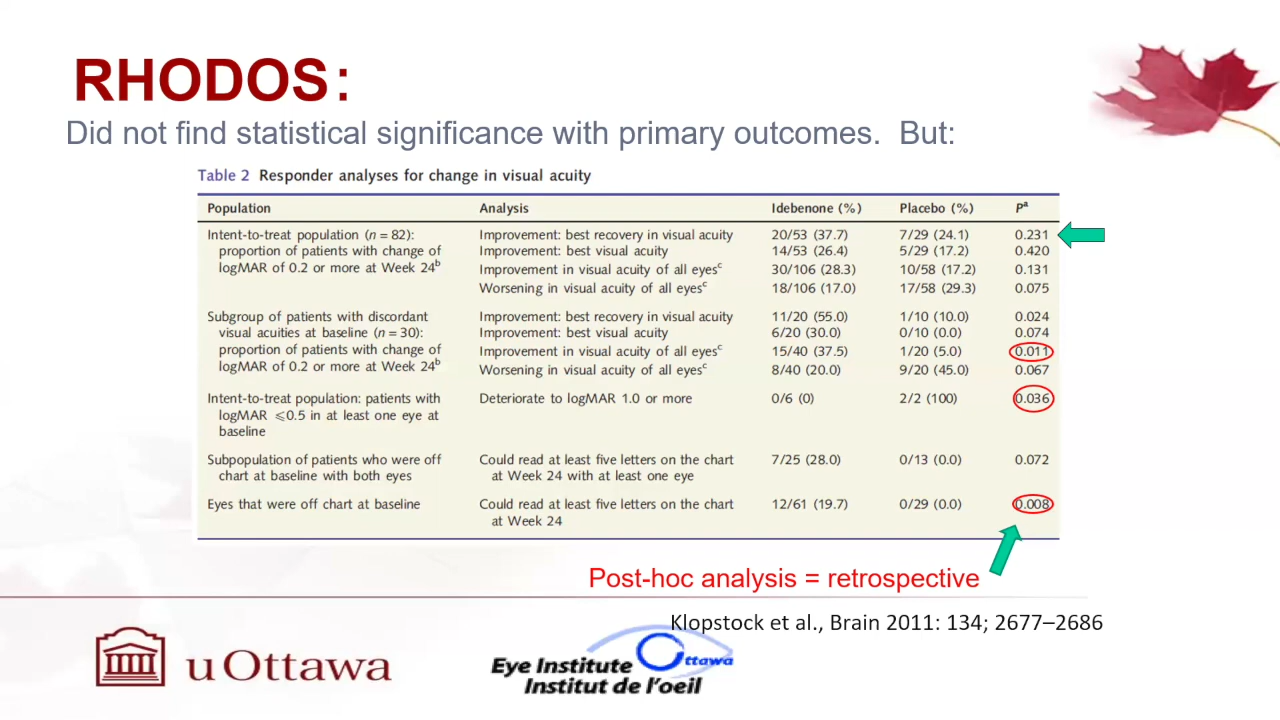 RHODOS:
Did not find statistical significance with primary outcomes. But:
Table 2 Responder analyses for change in visual acuity
Population Analysis Idebenone (%) Placebo (%) Pᵃ
Intent-to-treat population (n = 82): Improvement: best recovery in visual acuity 20/53 (37.7) 7/29 (24.1) 0.231
proportion of patients with change of Improvement: best visual acuity 14/53 (26.4) 5/29 (17.2) 0.420
logMAR of 0.2 or more at Week 24ᵇ Improvement in visual acuity of all eyesᶜ 30/106 (28.3) 10/58 (17.2) 0.131
Worsening in visual acuity of all eyesᶜ 18/106 (17.0) 17/58 (29.3) 0.075
Subgroup of patients with discordant Improvement: best recovery in visual acuity 11/20 (55.0) 1/10 (10.0) 0.024
visual acuities at baseline (n = 30): Improvement: best visual acuity 6/20 (30.0) 0/10 (0.0) 0.074
proportion of patients with change of Improvement in visual acuity of all eyesᶜ 15/40 (37.5) 1/20 (5.0) 0.011
logMAR of 0.2 or more at Week 24ᵇ Worsening in visual acuity of all eyesᶜ 8/40 (20.0) 9/20 (45.0) 0.067
Intent-to-treat population: patients with Deteriorate to logMAR 1.0 or more 0/6 (0) 2/2 (100) 0.036
logMAR ⩽0.5 in at least one eye at
baseline
Subpopulation of patients who were off Could read at least five letters on the chart 7/25 (28.0) 0/13 (0.0) 0.072
chart at baseline with both eyes at Week 24 with at least one eye
Eyes that were off chart at baseline Could read at least five letters on the chart 12/61 (19.7) 0/29 (0.0) 0.008
at Week 24
Post-hoc analysis = retrospective
Klopstock et al., Brain 2011: 134; 2677–2686
uOttawa
Eye Institute Ottawa
Institut de l'oeil